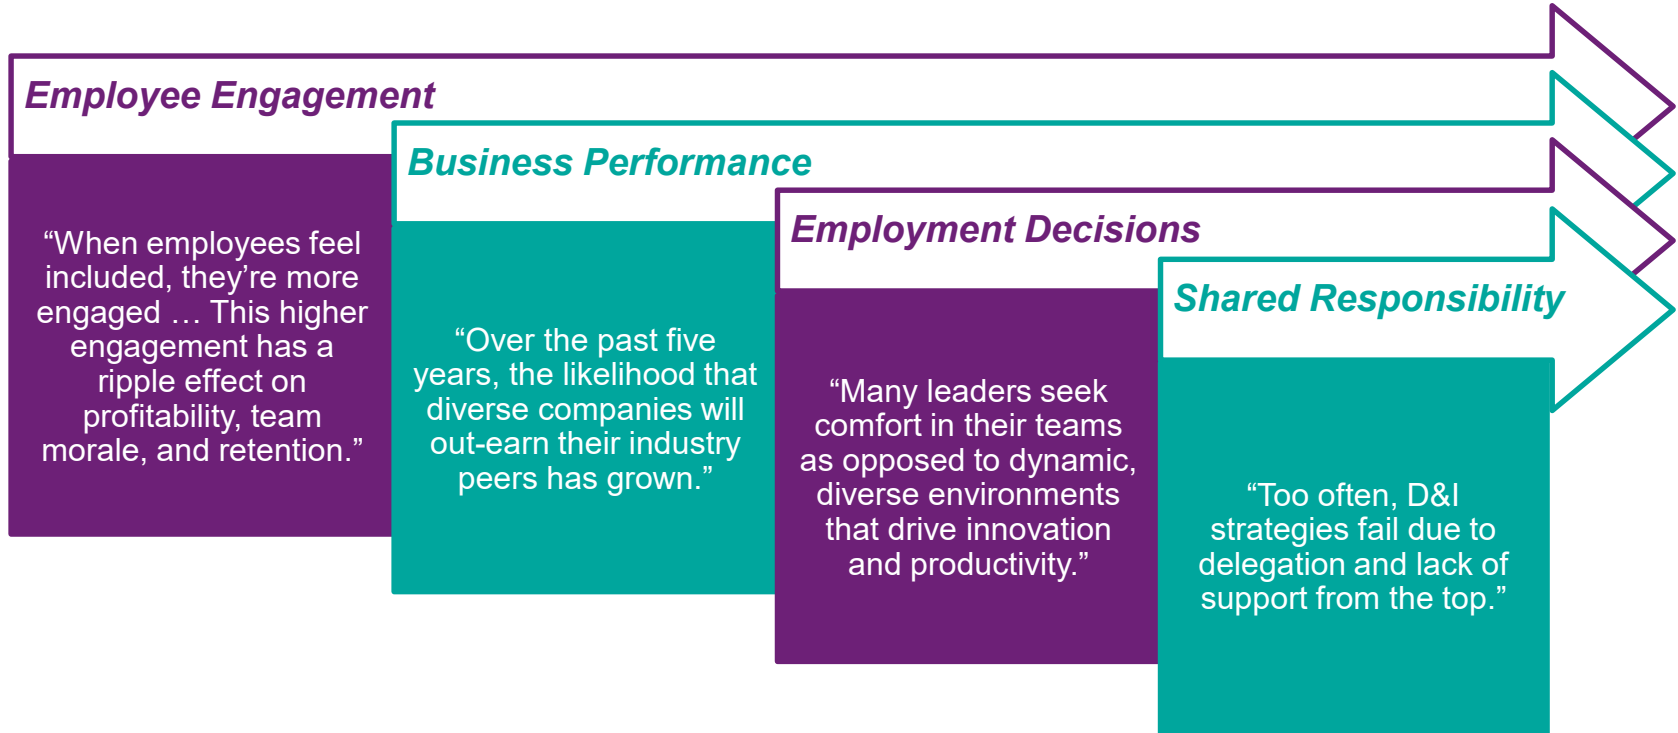 Employee Engagement
“When employees feel
included, they’re more
engaged … This higher
engagement has a
ripple effect on
profitability, team
morale, and retention.”
Business Performance
“Over the past five
years, the likelihood that
diverse companies will
out-earn their industry
peers has grown.”
Employment Decisions
“Many leaders seek
comfort in their teams
as opposed to dynamic,
diverse environments
that drive innovation
and productivity.”
Shared Responsibility
“Too often, D&I
strategies fail due to
delegation and lack of
support from the top.”